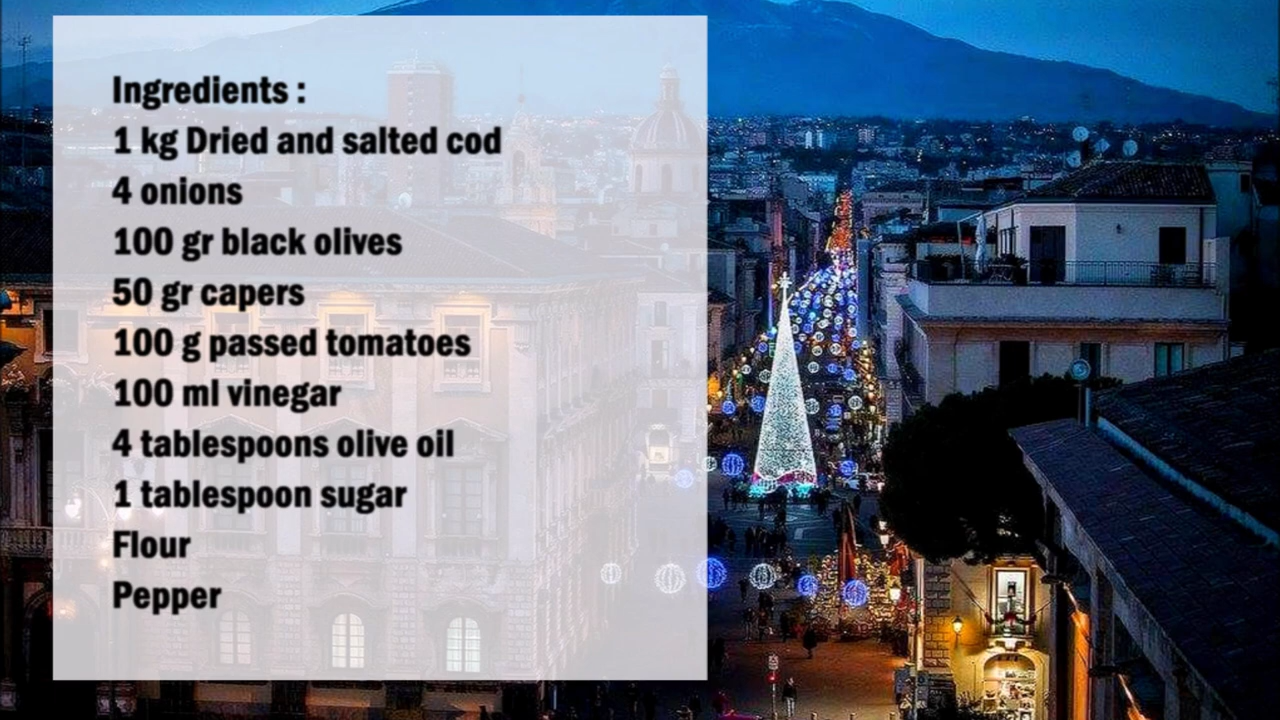 Ingredients :
1 kg Dried and salted cod
4 onions
100 gr black olives
50 gr capers
100 g passed tomatoes
100 ml vinegar
4 tablespoons olive oil
1 tablespoon sugar
Flour
Pepper